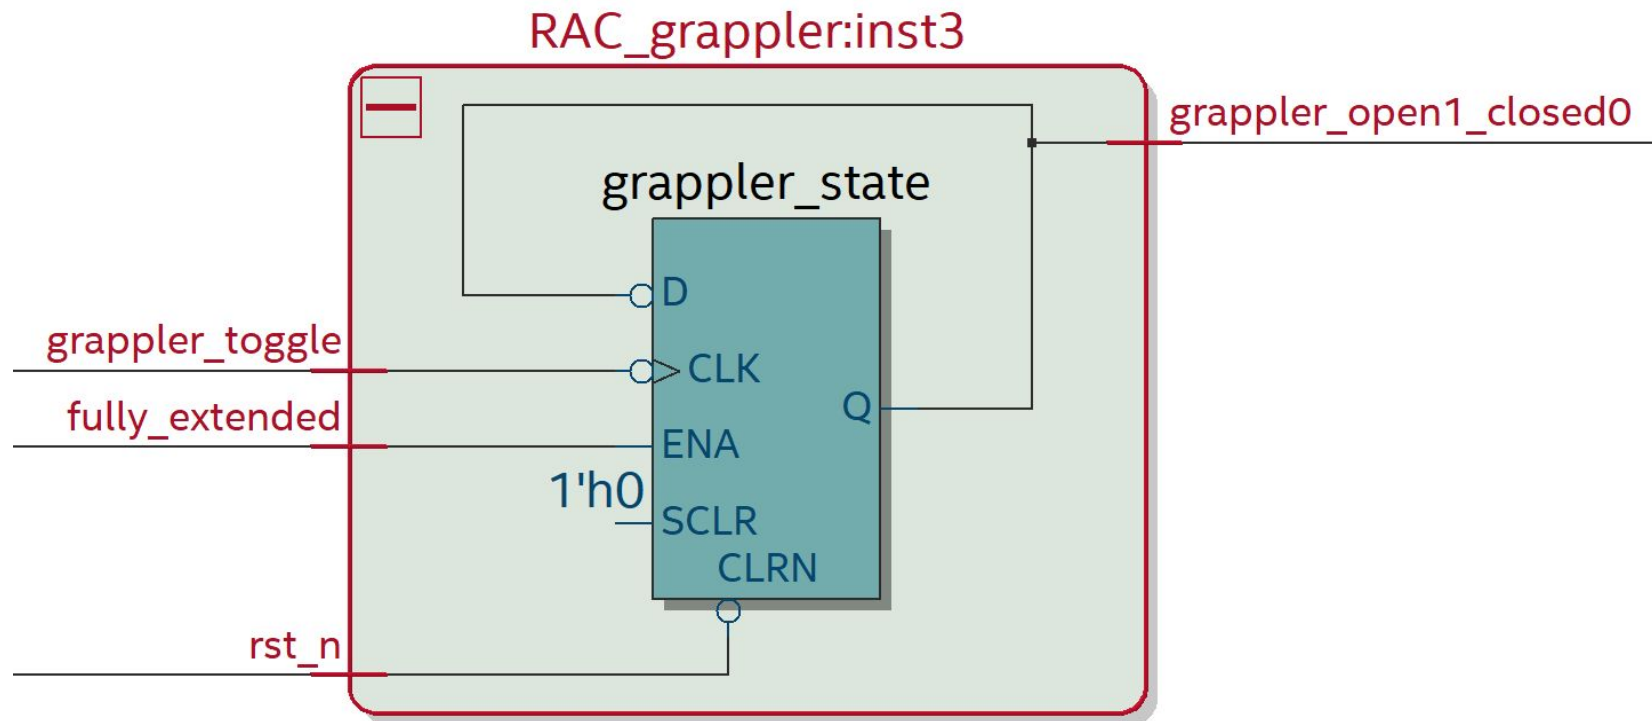 RAC_grappler:inst3
grappler_open1_closed0
grappler_state
D
grappler_toggle
CLK
fully_extended
Q
ENA
1'h0
SCLR
CLRN
rst_n